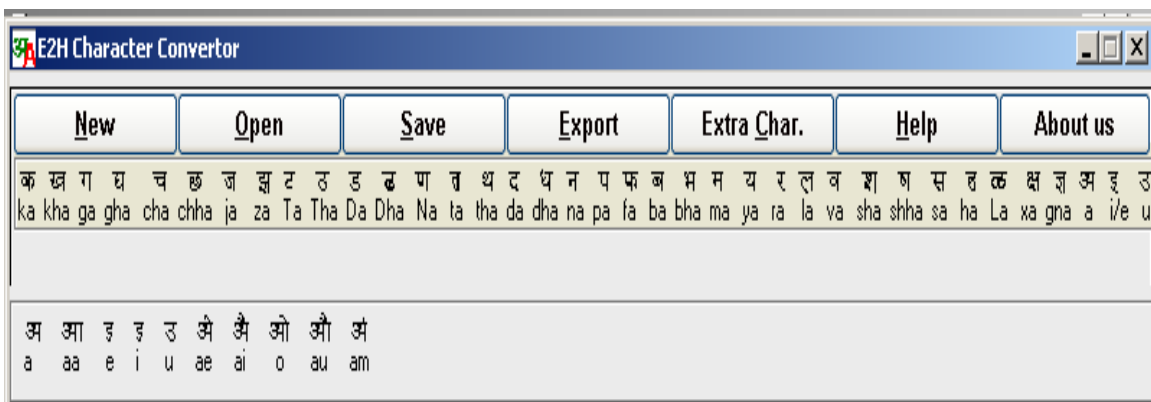 E2H Character Convertor
New Open Save Export Extra Char. Help About us
क ख ग घ च छ ज झ ट ठ ड ढ ण त थ द ध न प फ ब भ म य र ल व श ष स ह ळ क्ष ज्ञ अ इ उ
ka kha ga gha cha chha ja za Ta Tha Da Dha Na ta tha da dha na pa fa ba bha ma ya ra la va sha shha sa ha La xa gna a i/e u
अ आ इ इ उ अे अै ओ औ अं
a aa e i u ae ai o au am